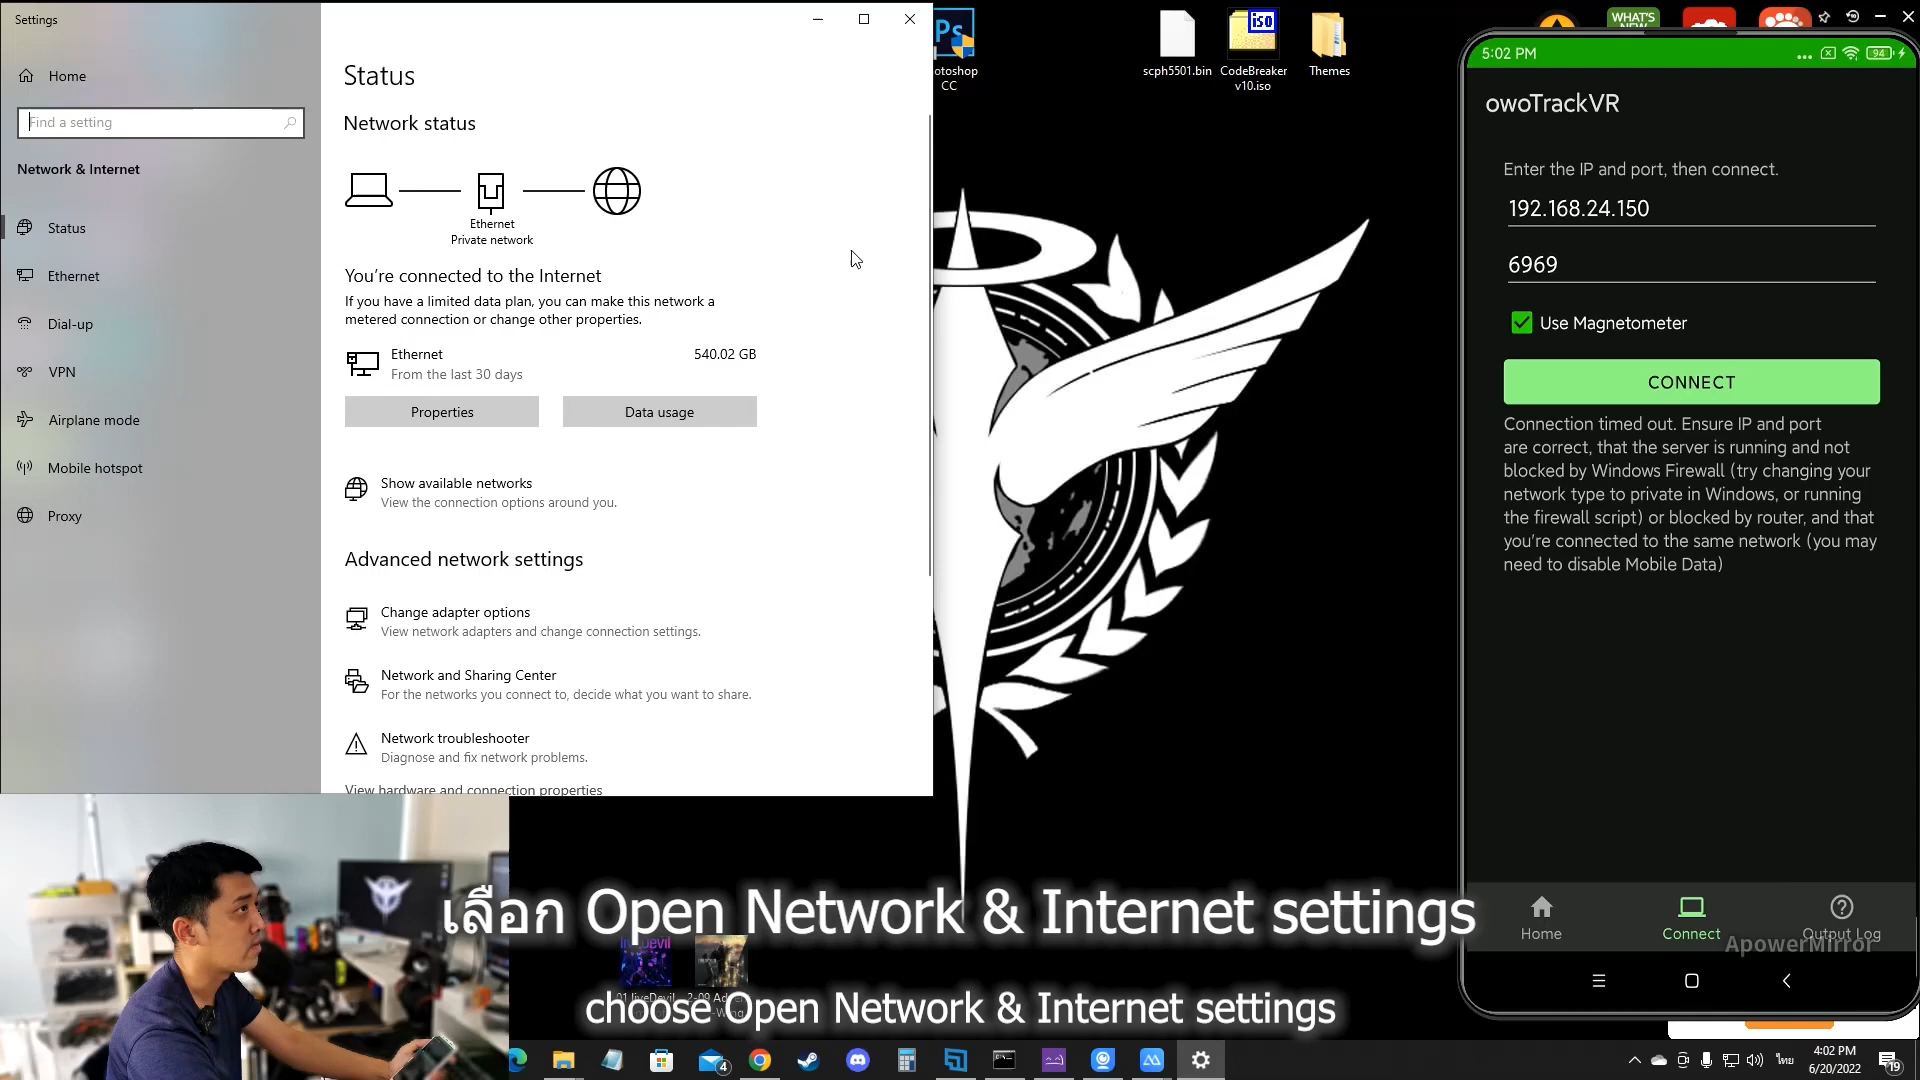 Settings
Home
Find a setting
Network & Internet
Status
Ethernet
Dial-up
VPN
Airplane mode
Mobile hotspot
Proxy
Status
Network status
Ethernet
Private network
You're connected to the Internet
If you have a limited data plan, you can make this network a
metered connection or change other properties.
Ethernet
540.02 GB
From the last 30 days
Properties
Data usage
Show available networks
View the connection options around you.
Advanced network settings
Change adapter options
View network adapters and change connection settings.
Network and Sharing Center
For the networks you connect to, decide what you want to share.
Network troubleshooter
Diagnose and fix network problems.
View hardware and connection properties
Ps
otoshop
CC
scph5501.bin
iso
CodeBreaker
v10.iso
Themes
WHAT'S
NEW
5:02 PM
94
owoTrackVR
Enter the IP and port, then connect.
192.168.24.150
6969
Use Magnetometer
CONNECT
Connection timed out. Ensure IP and port
are correct, that the server is running and not
blocked by Windows Firewall (try changing your
network type to private in Windows, or running
the firewall script) or blocked by router, and that
you're connected to the same network (you may
need to disable Mobile Data)
Home
Connect
Output Log
ApowerMirror
เลือก Open Network & Internet settings
choose Open Network & Internet settings
4
ไทย
4:02 PM
6/20/2022
19